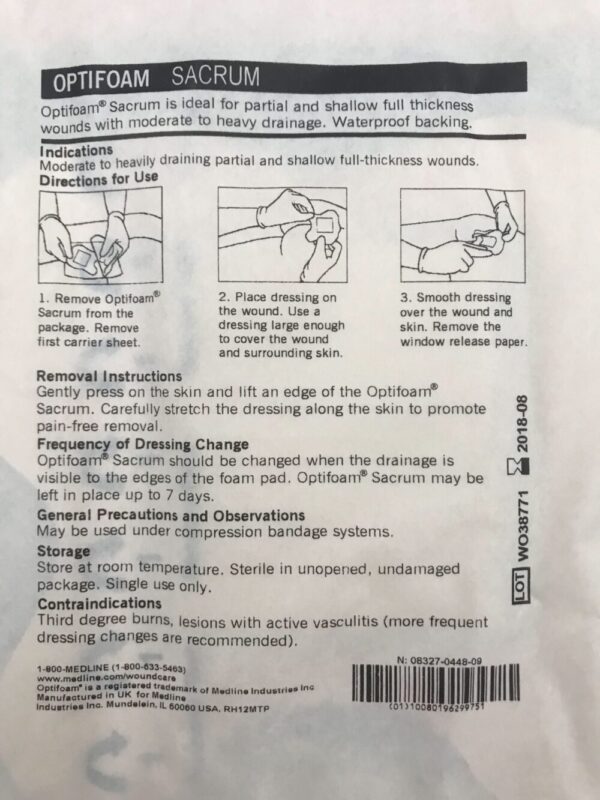 OPTIFOAM SACRUM
Optifoam® Sacrum is ideal for partial and shallow full thickness
wounds with moderate to heavy drainage. Waterproof backing.
Indications
Moderate to heavily draining partial and shallow full-thickness wounds.
Directions for Use
1. Remove Optifoam®
Sacrum from the
package. Remove
first carrier sheet.
2. Place dressing on
the wound. Use a
dressing large enough
to cover the wound
and surrounding skin.
3. Smooth dressing
over the wound and
skin. Remove the
window release paper.
Removal Instructions
Gently press on the skin and lift an edge of the Optifoam®
Sacrum. Carefully stretch the dressing along the skin to promote
pain-free removal.
Frequency of Dressing Change
Optifoam® Sacrum should be changed when the drainage is
visible to the edges of the foam pad. Optifoam® Sacrum may be
left in place up to 7 days.
General Precautions and Observations
May be used under compression bandage systems.
Storage
Store at room temperature. Sterile in unopened, undamaged
package. Single use only.
Contraindications
Third degree burns, lesions with active vasculitis (more frequent
dressing changes are recommended).
LOT WO38771 2018-08
1-800-MEDLINE (1-800-633-5463)
www.medline.com/woundcare
Optifoam® is a registered trademark of Medline Industries Inc
Manufactured in UK for Medline
Industries Inc. Mundelein, IL 60060 USA, RH12MTP
N: 08327-0448-09
(01)10080196299751